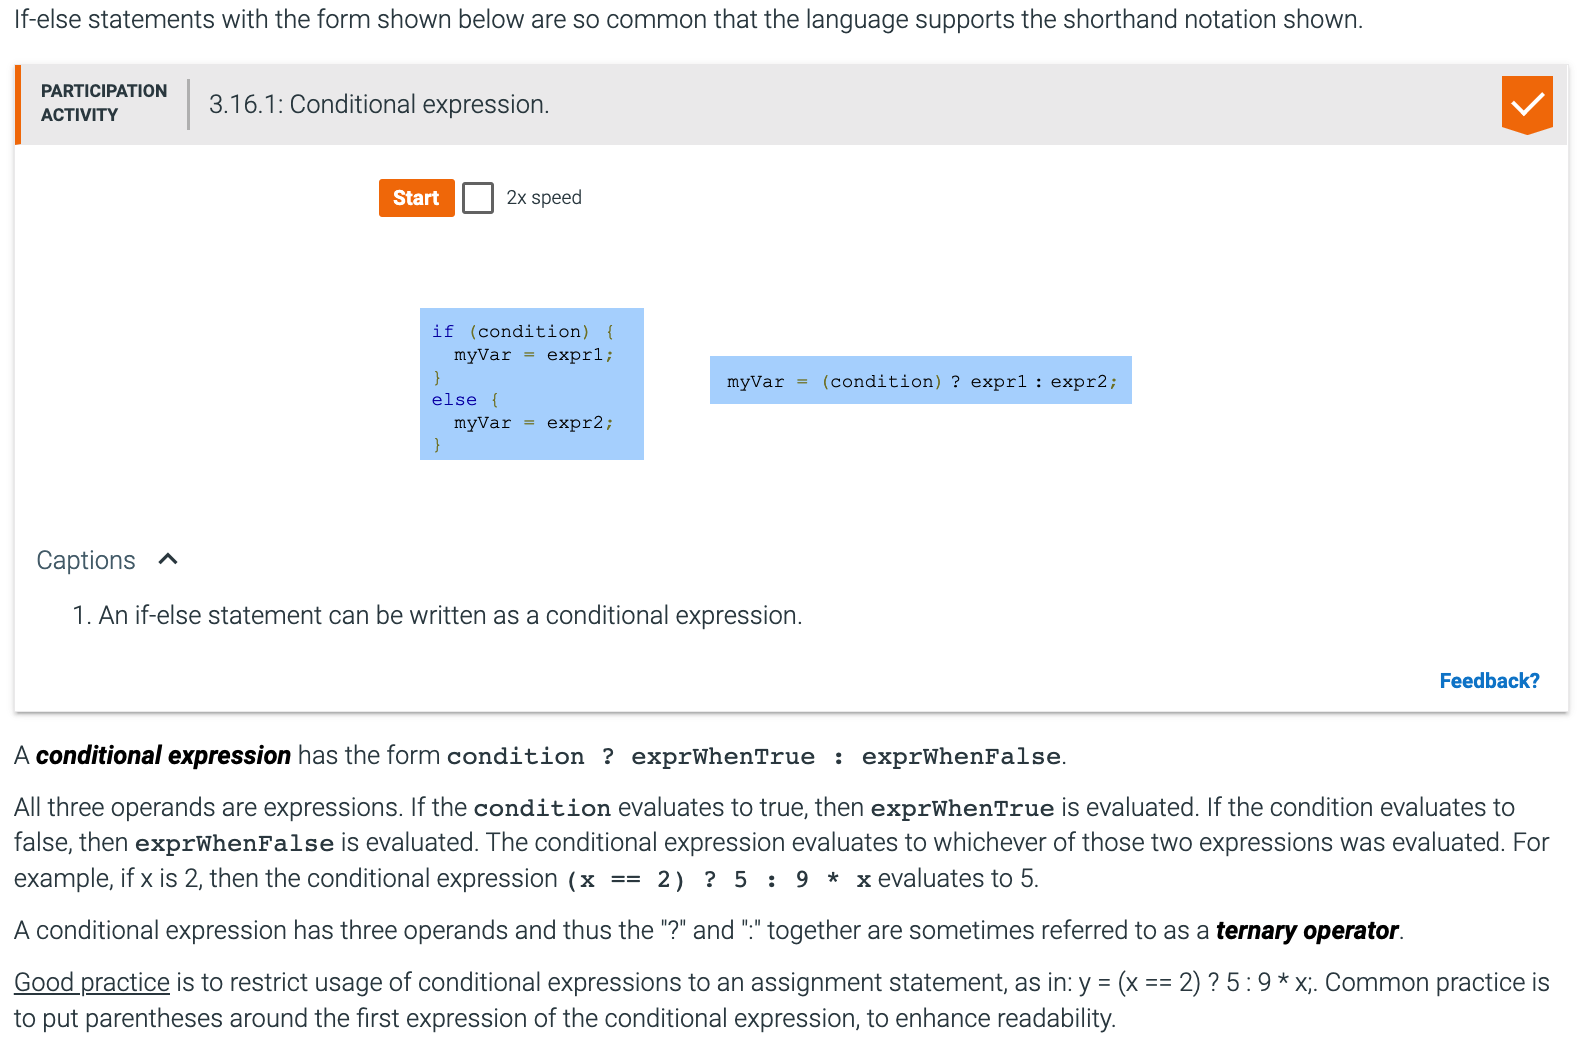 If-else statements with the form shown below are so common that the language supports the shorthand notation shown.
PARTICIPATION
ACTIVITY
3.16.1: Conditional expression.
Start
2x speed
if (condition) {
  myVar = expr1;
}
else {
  myVar = expr2;
}
myVar = (condition) ? expr1 : expr2;
Captions
1. An if-else statement can be written as a conditional expression.
Feedback?
A conditional expression has the form condition ? exprWhenTrue : exprWhenFalse.
All three operands are expressions. If the condition evaluates to true, then exprWhenTrue is evaluated. If the condition evaluates to
false, then exprWhenFalse is evaluated. The conditional expression evaluates to whichever of those two expressions was evaluated. For
example, if x is 2, then the conditional expression (x == 2) ? 5 : 9 * x evaluates to 5.
A conditional expression has three operands and thus the "?" and ":" together are sometimes referred to as a ternary operator.
Good practice is to restrict usage of conditional expressions to an assignment statement, as in: y = (x == 2) ? 5 : 9 * x;. Common practice is
to put parentheses around the first expression of the conditional expression, to enhance readability.